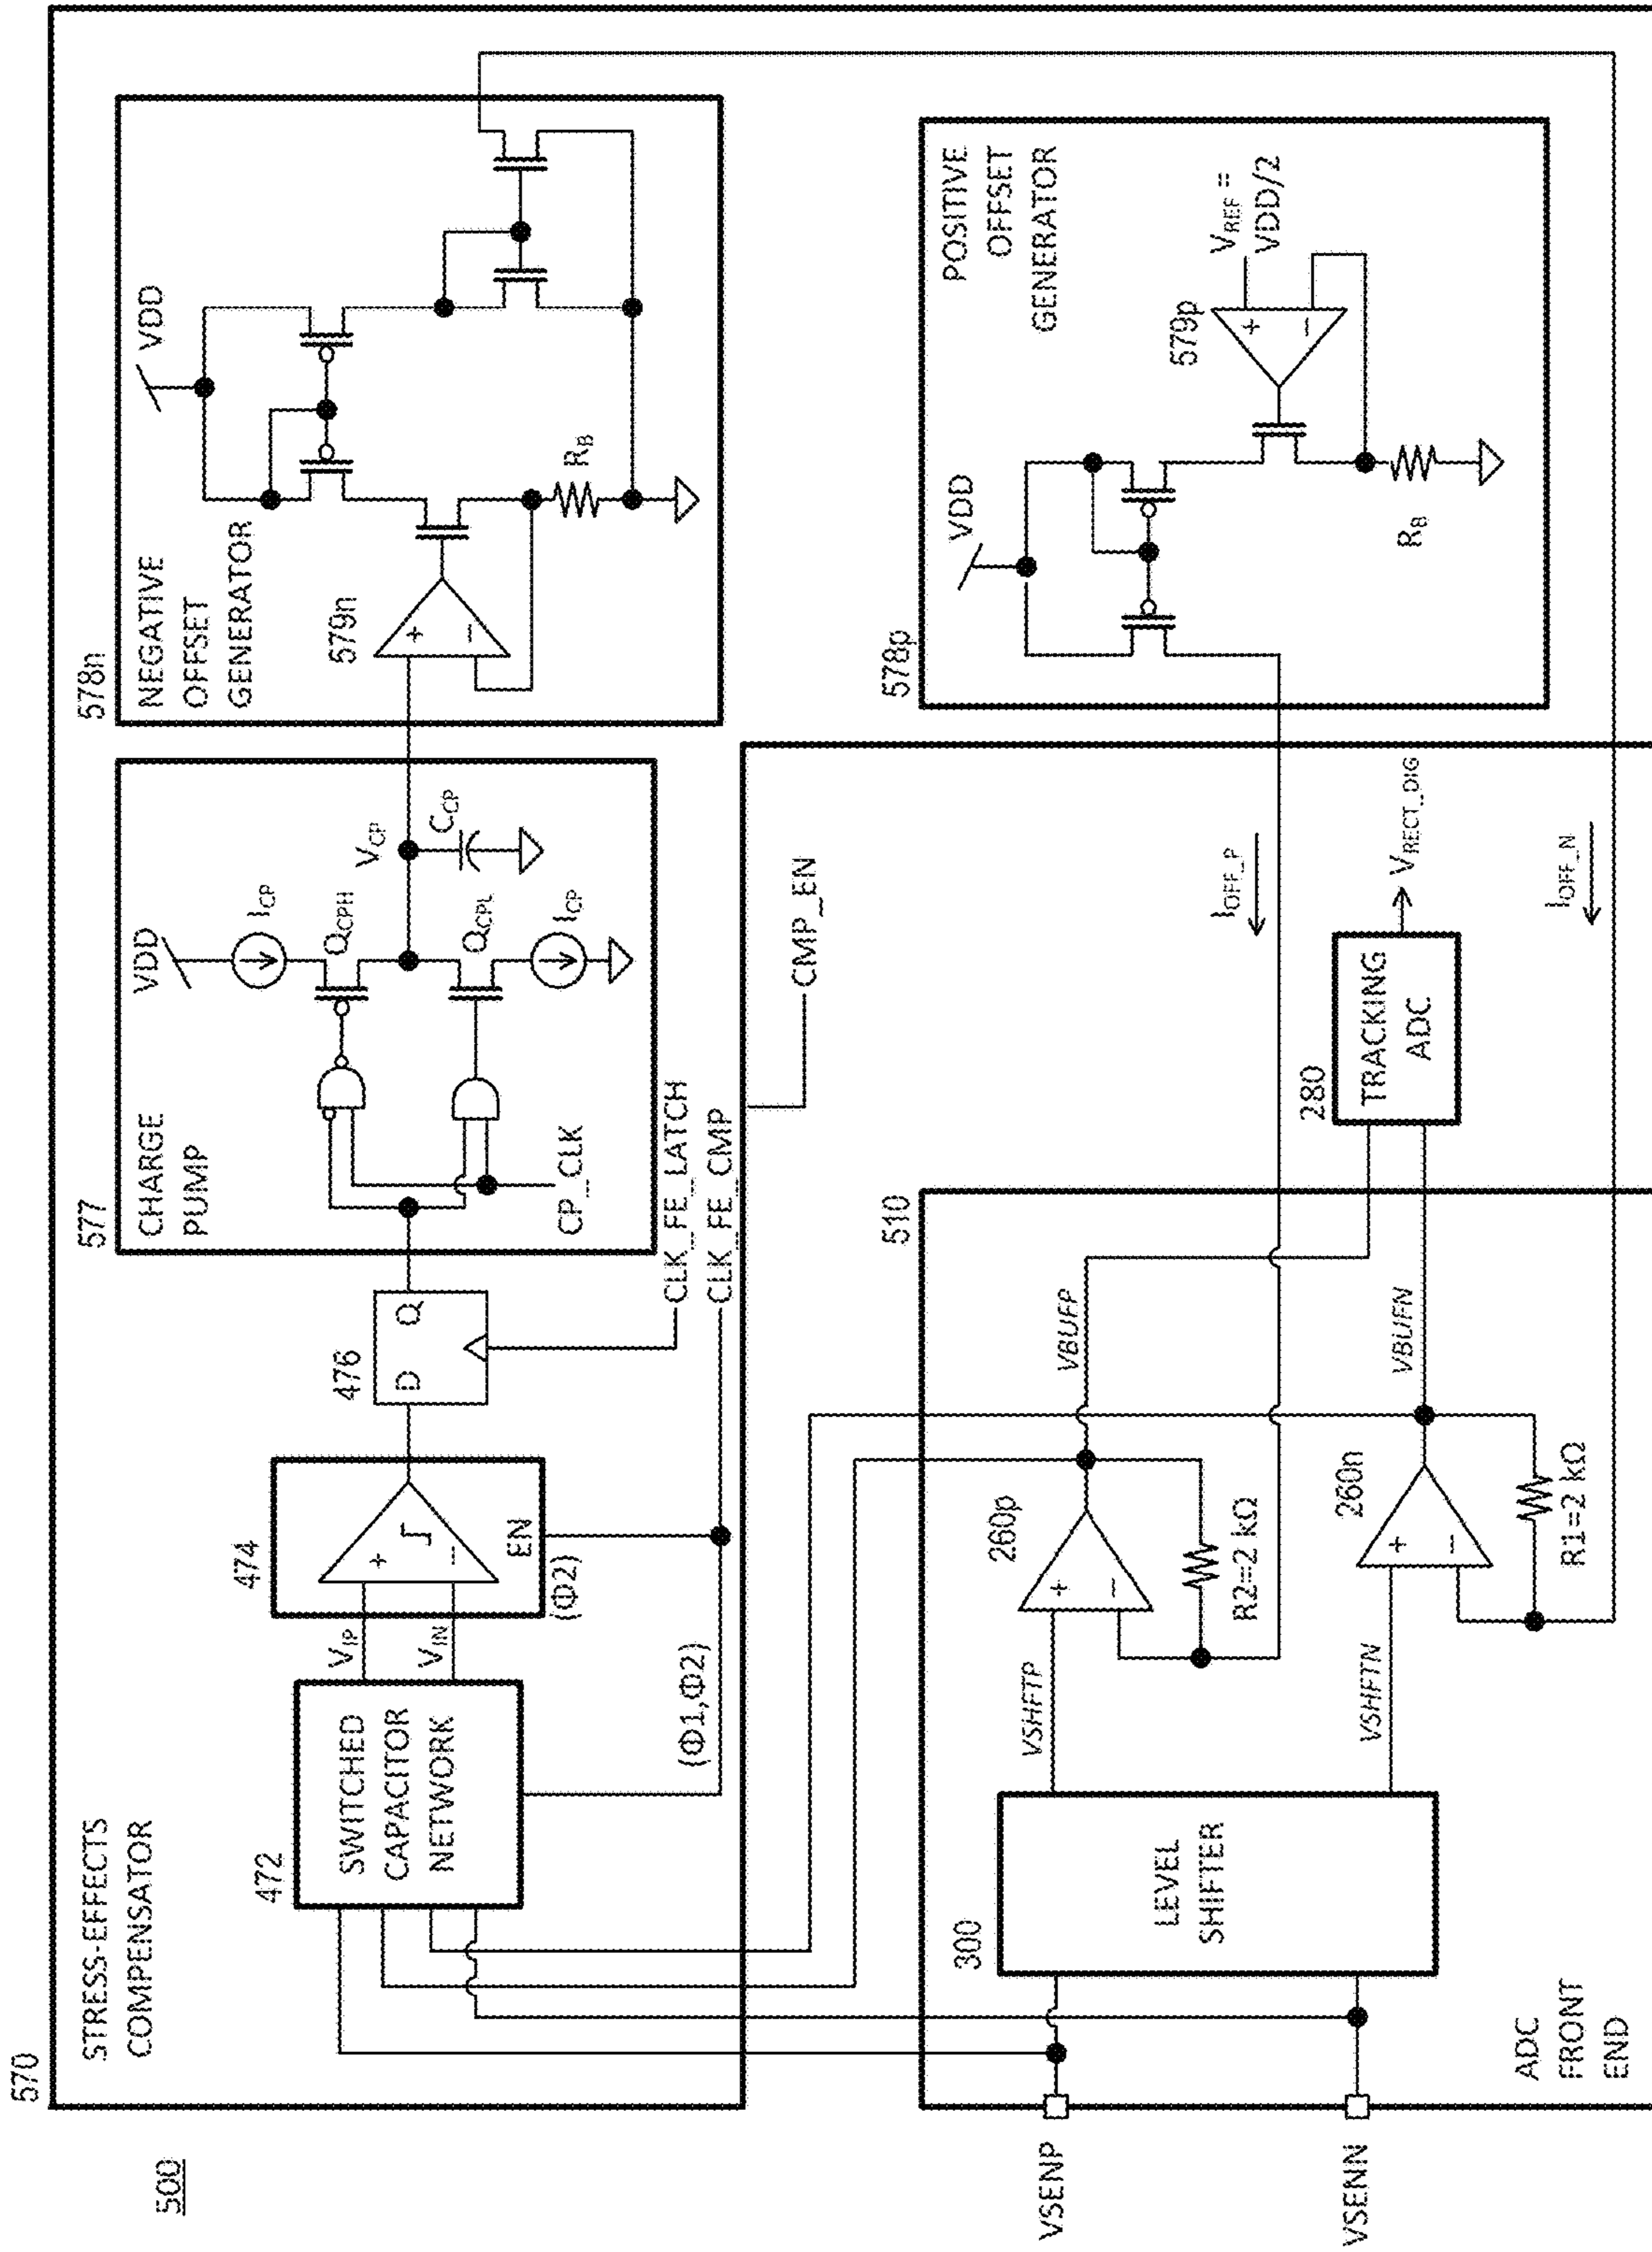 500
570
STRESS-EFFECTS
COMPENSATOR
472
SWITCHED
CAPACITOR
NETWORK
(Φ1,Φ2)
VIP
VIN
474
+
−
EN
(Φ2)
476
D Q
CLK_FE_LATCH
CLK_FE_CMP
577
CHARGE
PUMP
CP_CLK
VDD
ICP
QCPH
QCPL
ICP
VCP
CCP
CMP_EN
578n
NEGATIVE
OFFSET
GENERATOR
579n
+
−
VDD
RB
578p
POSITIVE
OFFSET
GENERATOR
VDD
579p
+
−
VREF =
VDD/2
RB
IOFF_P
IOFF_N
VSENP
VSENN
ADC
FRONT
END
510
300
LEVEL
SHIFTER
VSHFTP
VSHFTN
260p
+
−
R2=2 kΩ
260n
+
−
R1=2 kΩ
VBUFP
VBUFN
280
TRACKING
ADC
VRECT_DIG